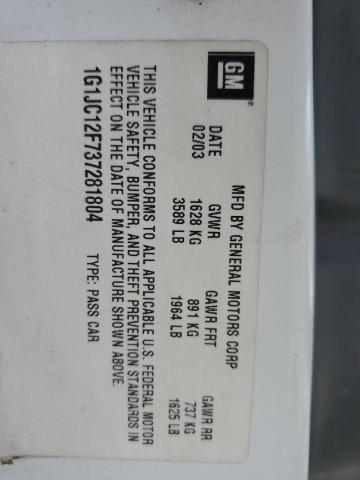 GM
MFD BY GENERAL MOTORS CORP
DATE GVWR GAWR FRT GAWR RR
02/03 1628 KG 891 KG 737 KG
3589 LB 1964 LB 1625 LB
THIS VEHICLE CONFORMS TO ALL APPLICABLE U.S. FEDERAL MOTOR
VEHICLE SAFETY, BUMPER, AND THEFT PREVENTION STANDARDS IN
EFFECT ON THE DATE OF MANUFACTURE SHOWN ABOVE.
1G1JC12F737281804 TYPE: PASS CAR